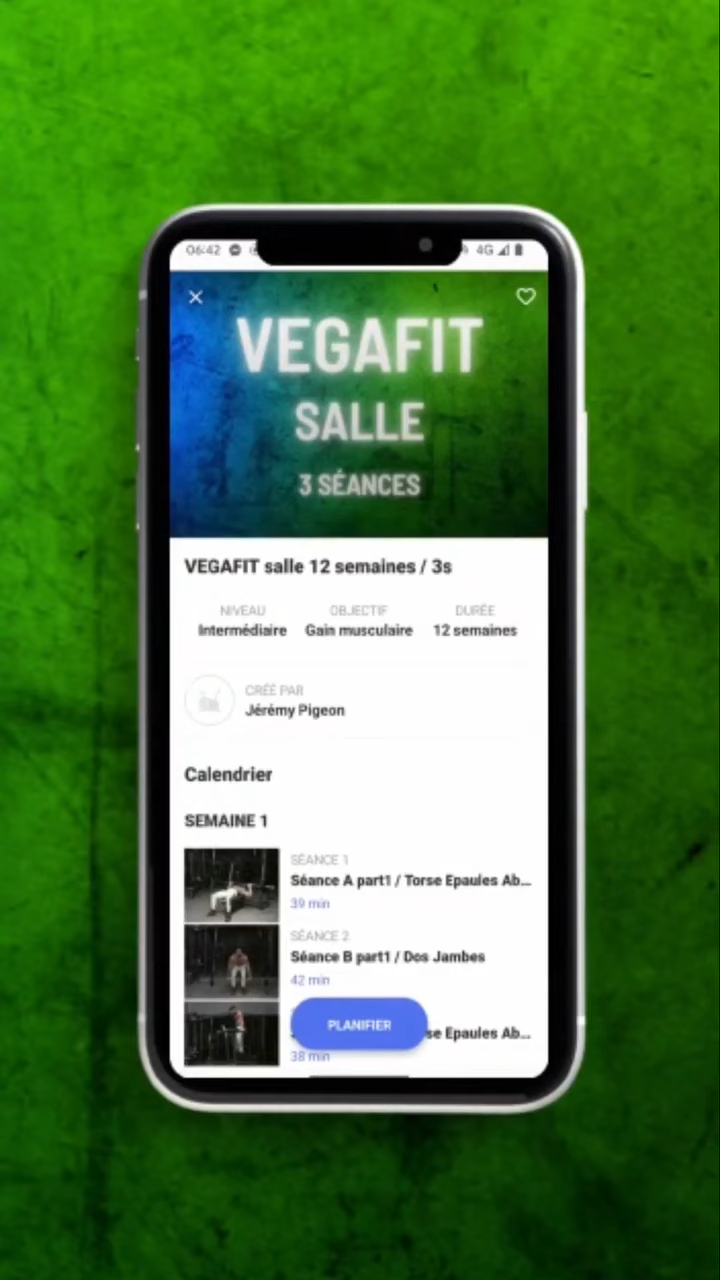 06:42
4G
VEGAFIT
SALLE
3 SÉANCES
VEGAFIT salle 12 semaines / 3s
NIVEAU
OBJECTIF
DURÉE
Intermédiaire
Gain musculaire
12 semaines
CRÉÉ PAR
Jérémy Pigeon
Calendrier
SEMAINE 1
SÉANCE 1
Séance A part1 / Torse Epaules Ab...
39 min
SÉANCE 2
Séance B part1 / Dos Jambes
42 min
PLANIFIER
se Epaules Ab...
38 min